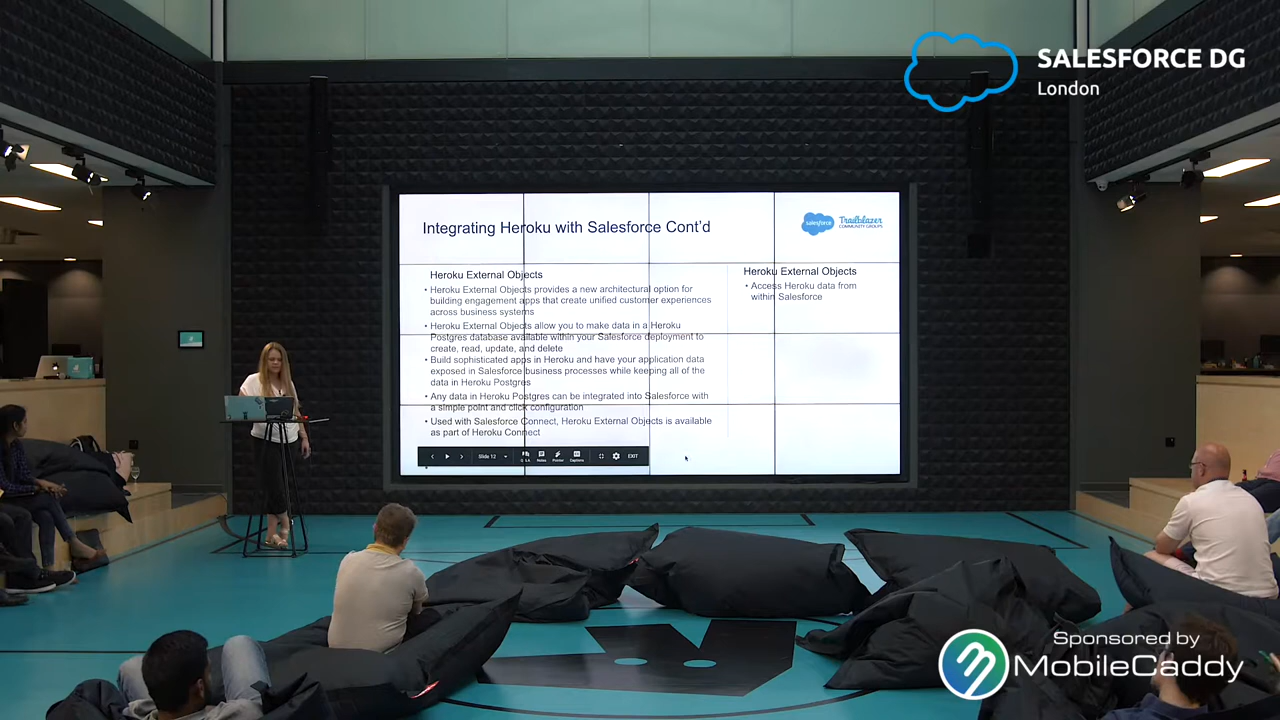 SALESFORCE DG
London
Integrating Heroku with Salesforce Cont'd
salesforce
Trailblazer
COMMUNITY GROUPS
Heroku External Objects
• Heroku External Objects provides a new architectural option for
building engagement apps that create unified customer experiences
across business systems
• Heroku External Objects allow you to make data in a Heroku
Postgres database available within your Salesforce deployment to
create, read, update, and delete
• Build sophisticated apps in Heroku and have your application data
exposed in Salesforce business processes while keeping all of the
data in Heroku Postgres
• Any data in Heroku Postgres can be integrated into Salesforce with
a simple point and click configuration
• Used with Salesforce Connect, Heroku External Objects is available
as part of Heroku Connect
Heroku External Objects
• Access Heroku data from
within Salesforce
Slide 12
Notes
Pointer
Captions
EXIT
Sponsored by
MobileCaddy